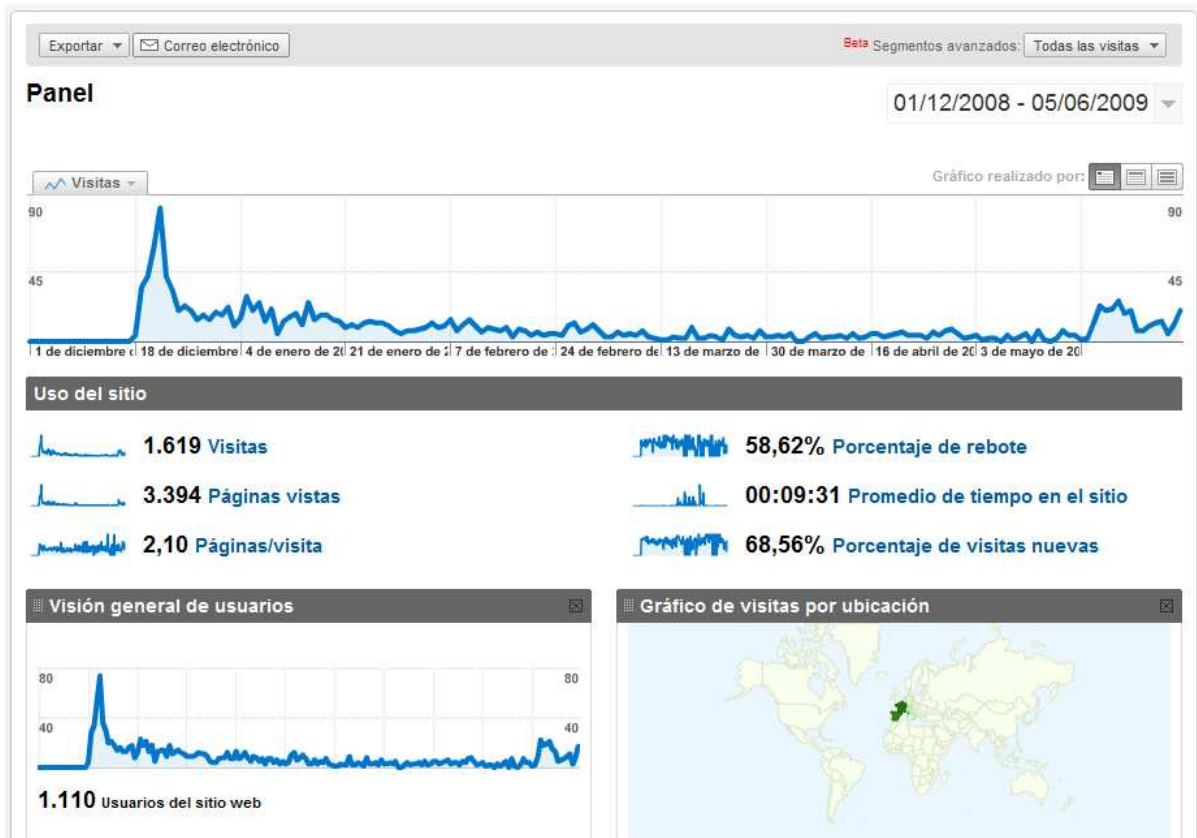 Exportar Correo electrónico Beta Segmentos avanzados: Todas las visitas
Panel
01/12/2008 - 05/06/2009
Visitas
Gráfico realizado por:
90 90
45 45
1 de diciembre 18 de diciembre 4 de enero de 21 de enero de 7 de febrero de 24 de febrero de 13 de marzo de 30 de marzo de 16 de abril de 3 de mayo de 20
Uso del sitio
1.619 Visitas
58,62% Porcentaje de rebote
3.394 Páginas vistas
00:09:31 Promedio de tiempo en el sitio
2,10 Páginas/visita
68,56% Porcentaje de visitas nuevas
Visión general de usuarios
Gráfico de visitas por ubicación
80 80
40 40
1.110 Usuarios del sitio web